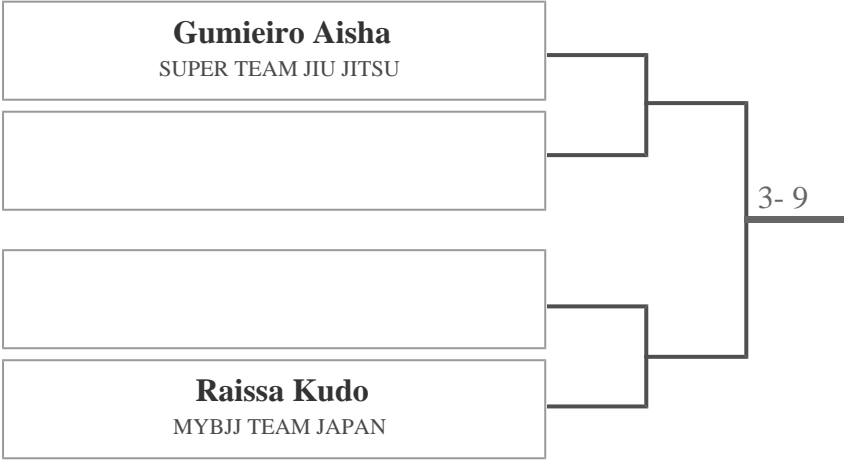 Gumieiro Aisha
SUPER TEAM JIU JITSU
3- 9
Raissa Kudo
MYBJJ TEAM JAPAN